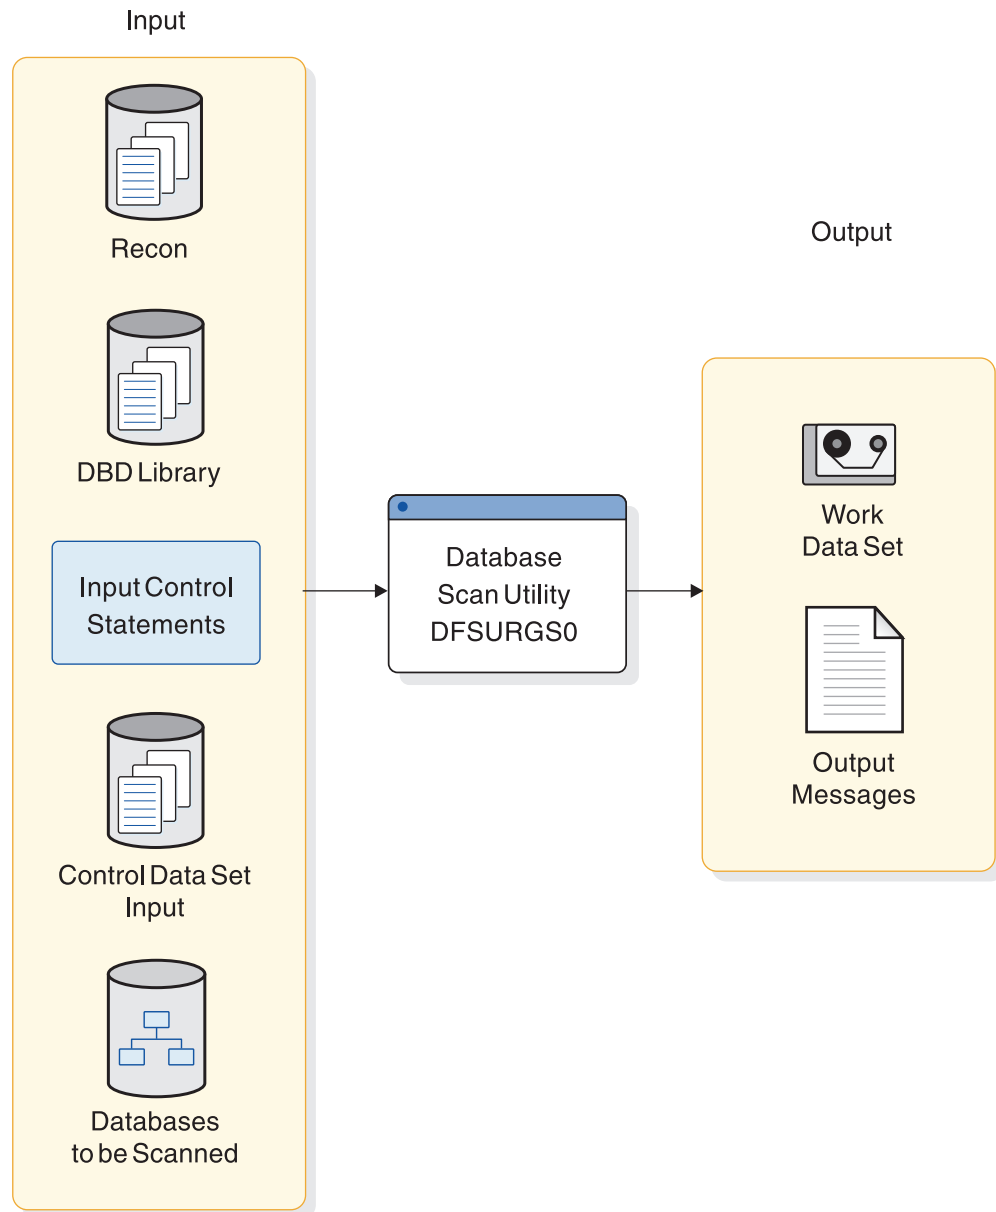 Input
Recon
DBD Library
Input Control
Statements
Control Data Set
Input
Databases
to be Scanned
Database
Scan Utility
DFSURGS0
Output
Work
Data Set
Output
Messages